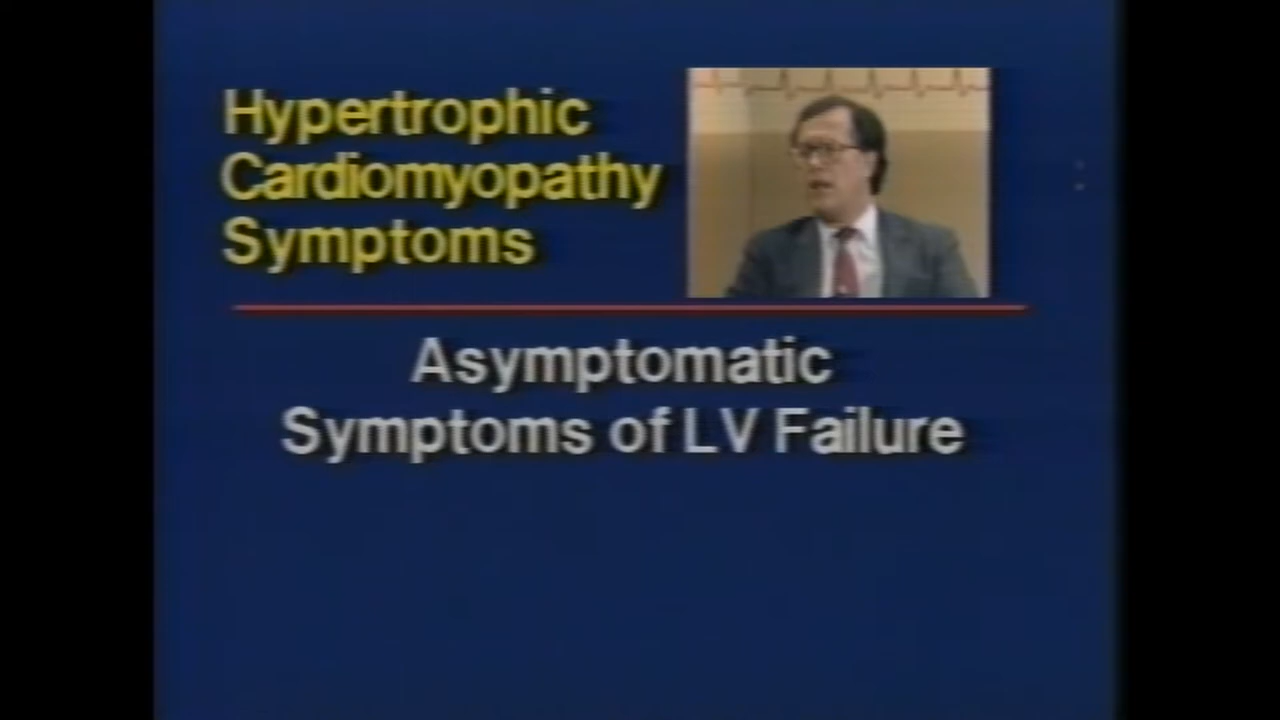 Hypertrophic
Cardiomyopathy
Symptoms
Asymptomatic
Symptoms of LV Failure